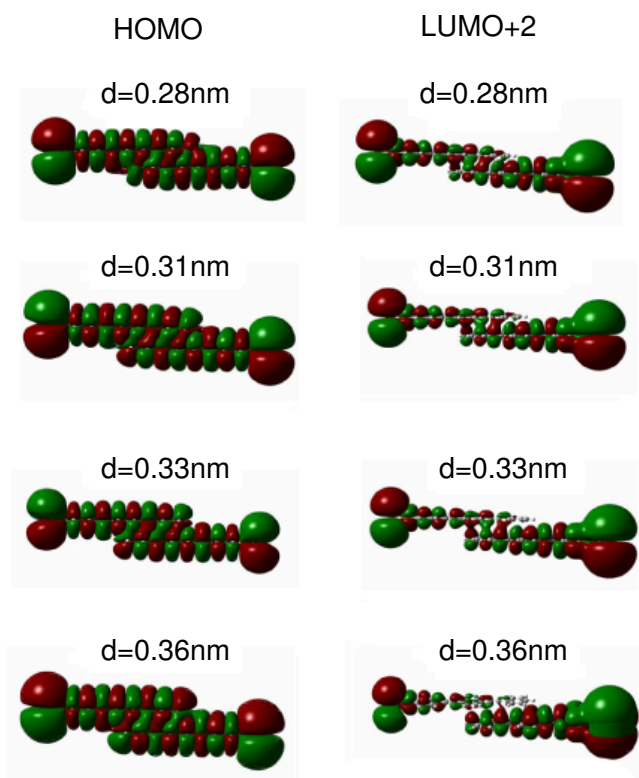 HOMO LUMO+2
d=0.28nm d=0.28nm
d=0.31nm d=0.31nm
d=0.33nm d=0.33nm
d=0.36nm d=0.36nm